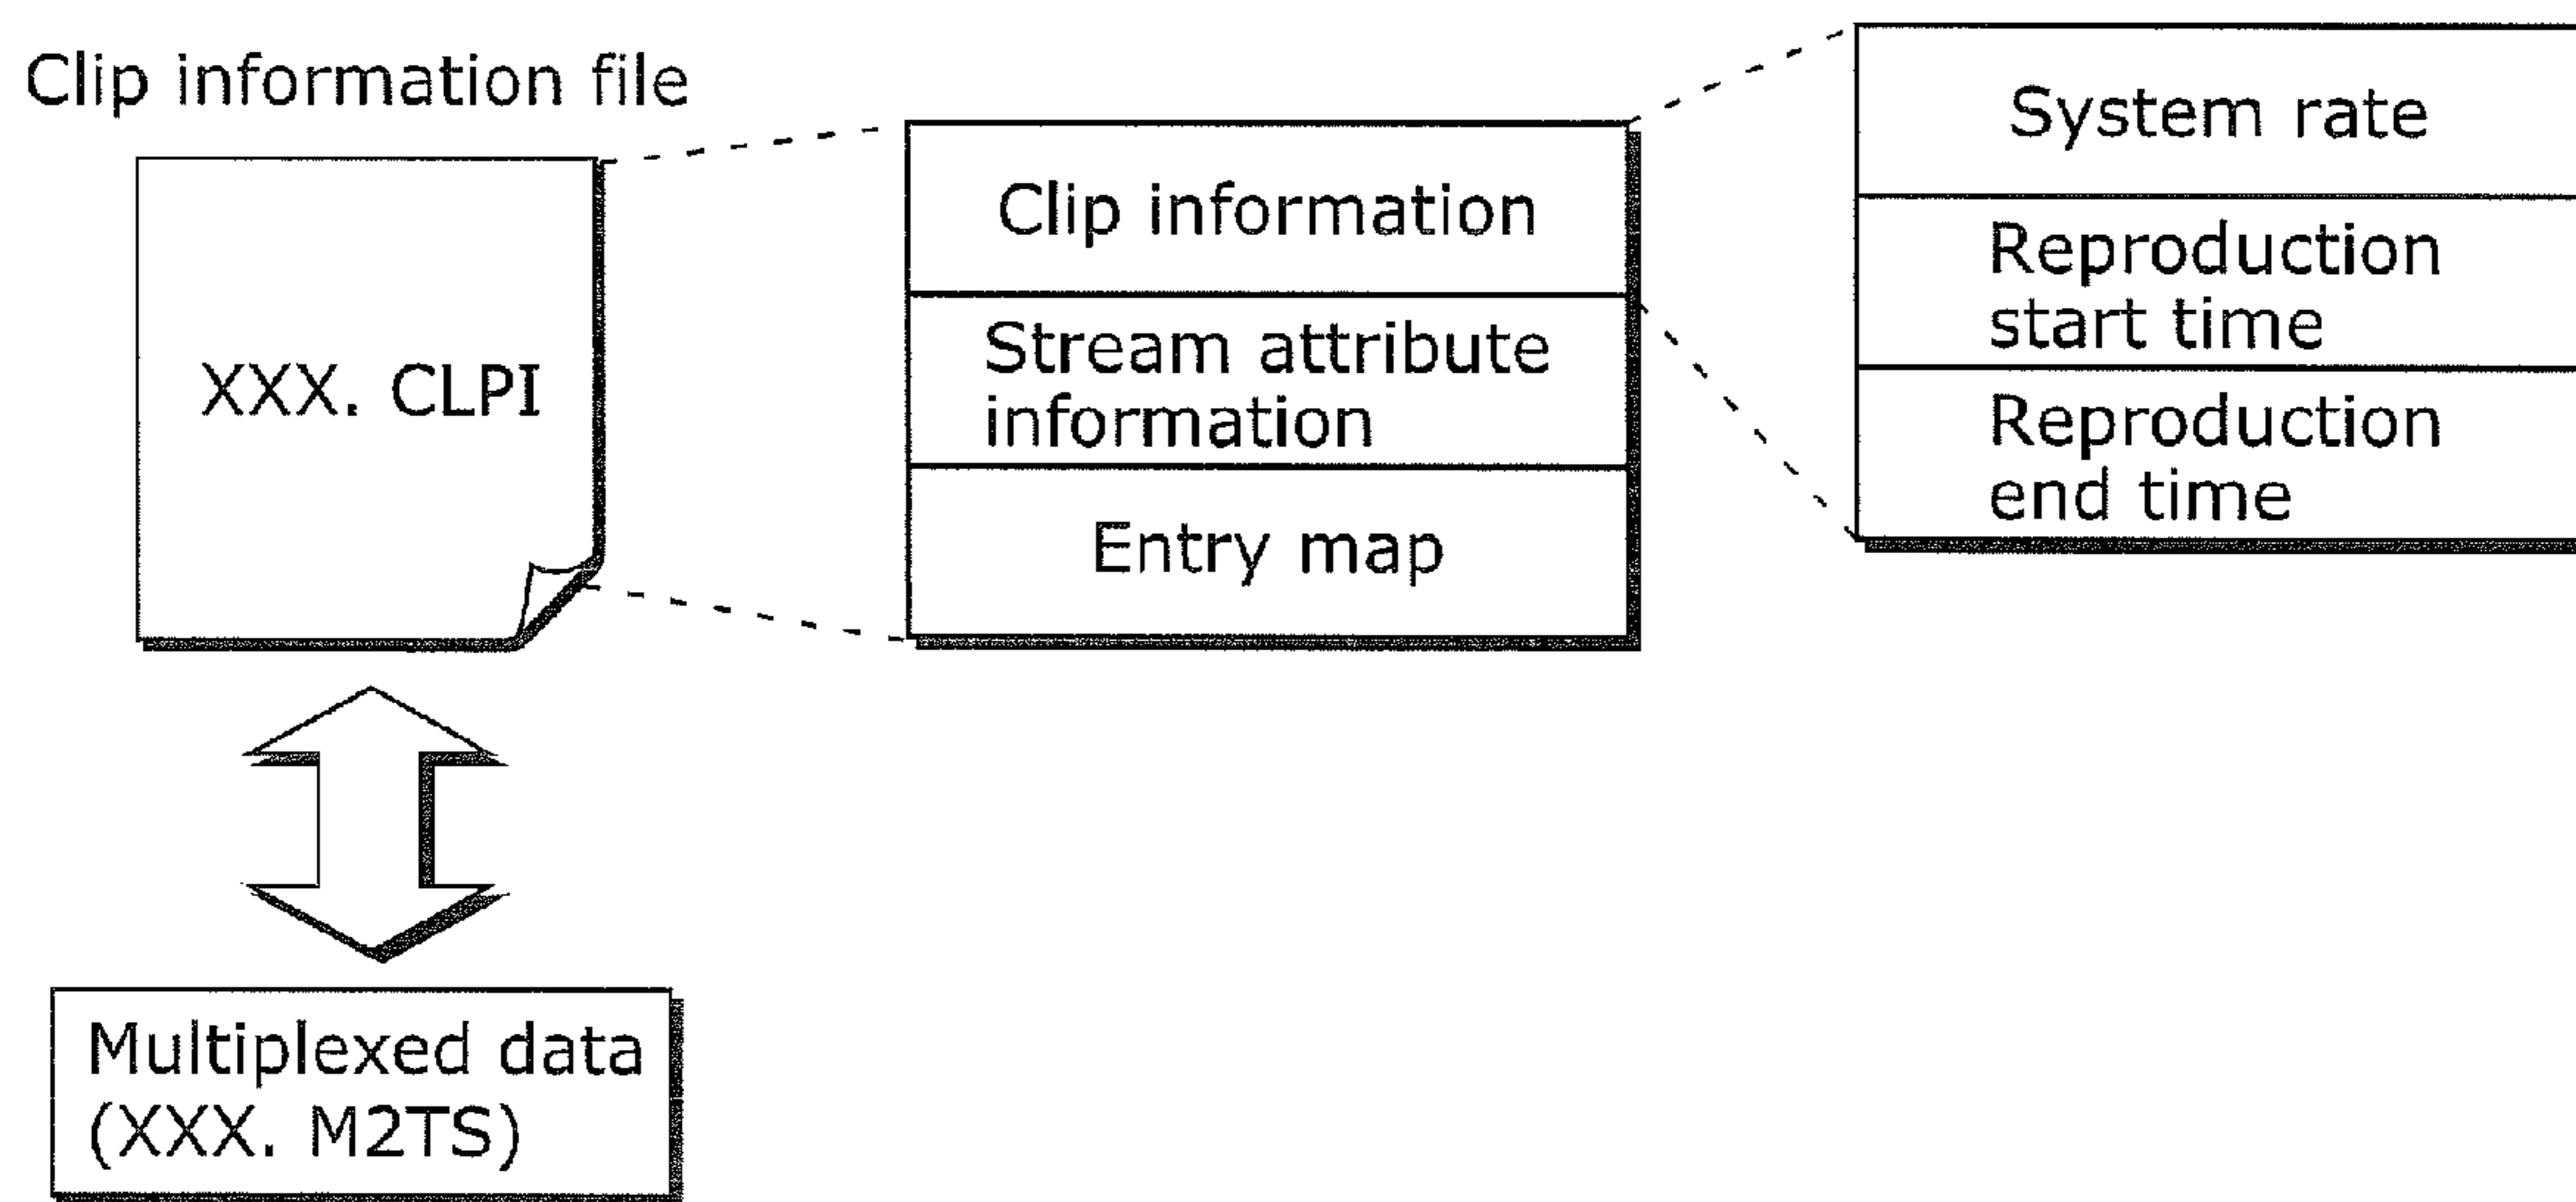 Clip information file
XXX. CLPI
Multiplexed data
(XXX. M2TS)
Clip information
Stream attribute
information
Entry map
System rate
Reproduction
start time
Reproduction
end time